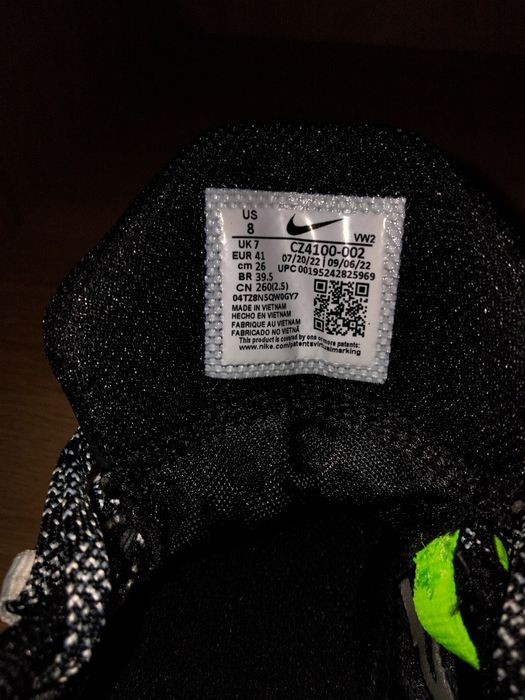 US
8
UK 7
EUR 41
cm 26
BR 39.5
CN 260(2.5)
VW2
CZ4100-002
07/20/22 | 09/06/22
UPC 00195242825969
04TZ8N5QW0GY7
MADE IN VIETNAM
HECHO EN VIETNAM
FABRIQUE AU VIETNAM
FABRICADO NO VIETNÃ
This product is covered by one or more patents:
www.nike.com/patentsvirtualmarking